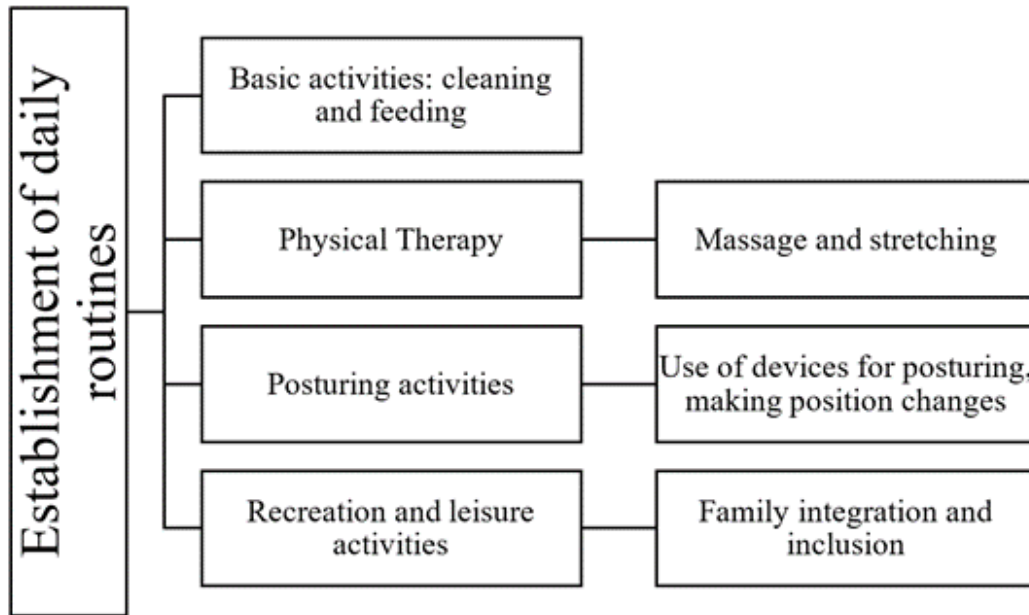 Establishment of daily
routines
Basic activities: cleaning
and feeding
Physical Therapy
Massage and stretching
Posturing activities
Use of devices for posturing,
making position changes
Recreation and leisure
activities
Family integration and
inclusion